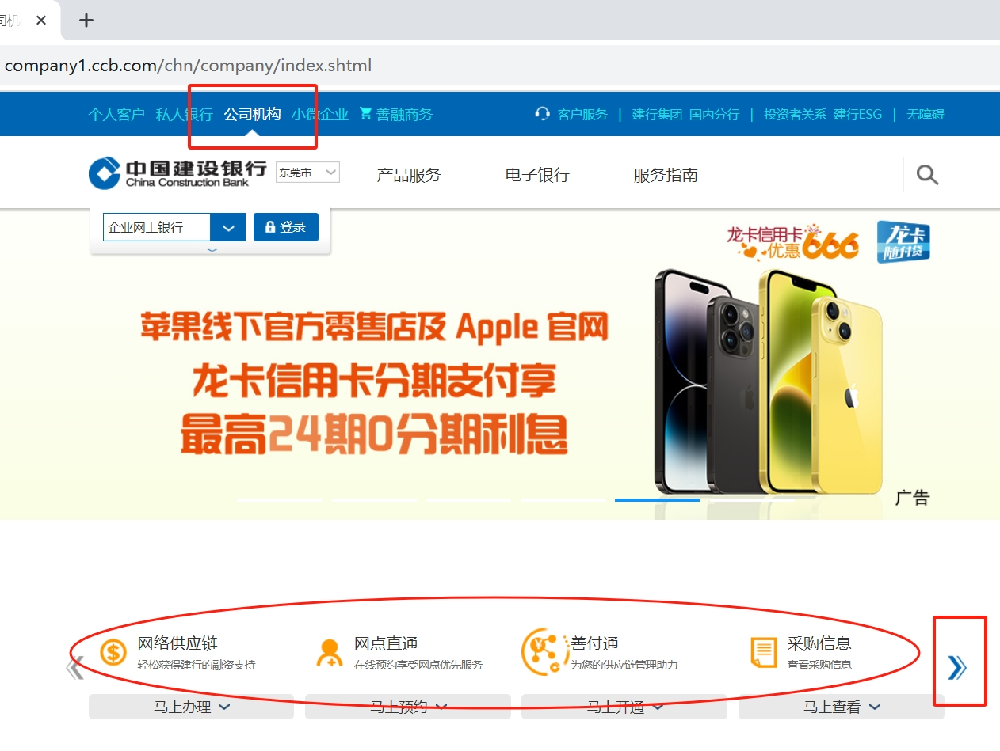 司机
company1.ccb.com/chn/company/index.shtml
个人客户 私人银行 公司机构 小微企业 善融商务 客户服务 | 建行集团 国内分行 | 投资者关系 建行ESG | 无障碍
中国建设银行
China Construction Bank
东莞市
产品服务 电子银行 服务指南
企业网上银行 登录
龙卡信用卡
优惠666
龙卡
随付贷
苹果线下官方零售店及 Apple 官网
龙卡信用卡分期支付享
最高24期0分期利息
广告
网络供应链 网点直通 善付通 采购信息
轻松获得建行的融资支持 在线预约享受网点优先服务 为您的供应链管理助力 查看采购信息
马上办理 马上预约 马上开通 马上查看